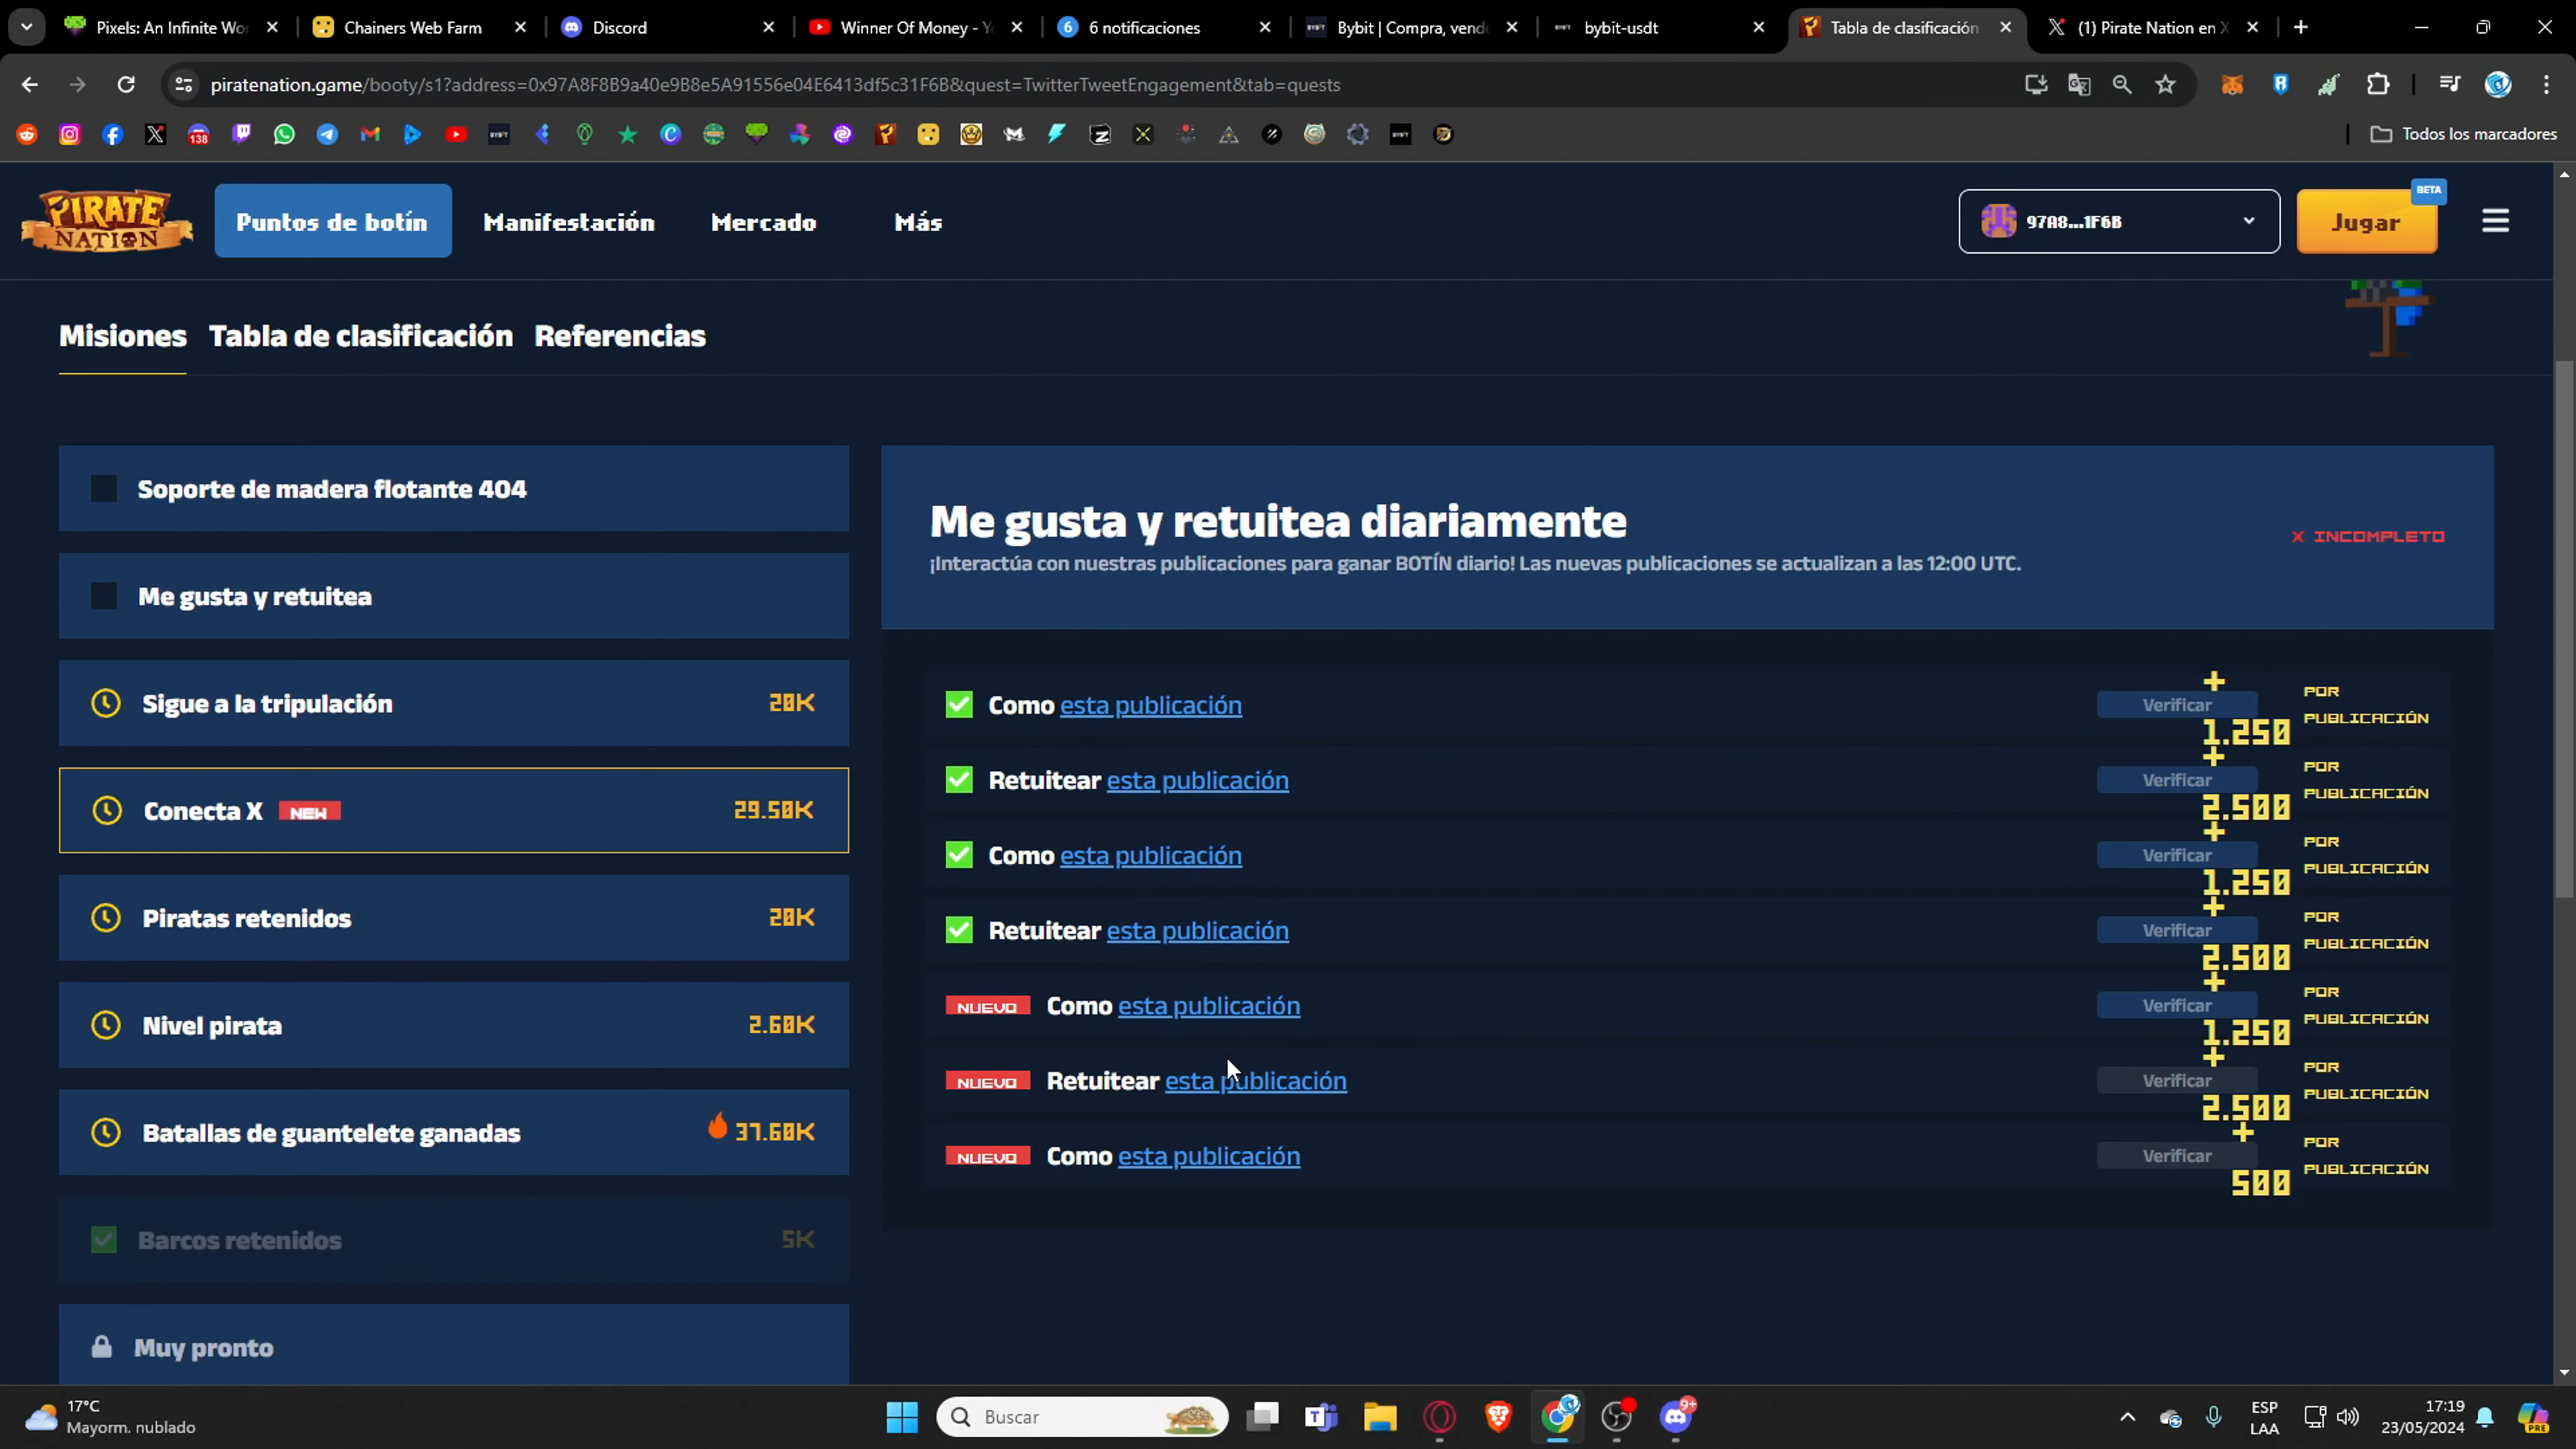 Pixels: An Infinite Wor
Chainers Web Farm
Discord
Winner Of Money - Y
6 notificaciones
Bybit | Compra, vende
bybit-usdt
Tabla de clasificación
(1) Pirate Nation en X
piratenation.game/booty/s1?address=0x97A8F8B9a40e9B8e5A91556e04E6413df5c31F6B&quest=TwitterTweetEngagement&tab=quests
138
Todos los marcadores
PIRATE
NATION
Puntos de botín
Manifestación
Mercado
Más
97A8...1F6B
BETA
Jugar
Misiones
Tabla de clasificación
Referencias
Soporte de madera flotante 404
Me gusta y retuitea
Sigue a la tripulación
20K
Conecta X
NEW
29.50K
Piratas retenidos
20K
Nivel pirata
2.60K
Batallas de guantelete ganadas
37.60K
Barcos retenidos
5K
Muy pronto
Me gusta y retuitea diariamente
¡Interactúa con nuestras publicaciones para ganar BOTÍN diario! Las nuevas publicaciones se actualizan a las 12:00 UTC.
X INCOMPLETO
Como esta publicación
Verificar
+
1.250
POR
PUBLICACIÓN
Retuitear esta publicación
Verificar
+
2.500
POR
PUBLICACIÓN
Como esta publicación
Verificar
+
1.250
POR
PUBLICACIÓN
Retuitear esta publicación
Verificar
+
2.500
POR
PUBLICACIÓN
NUEVO
Como esta publicación
Verificar
+
1.250
POR
PUBLICACIÓN
NUEVO
Retuitear esta publicación
Verificar
+
2.500
POR
PUBLICACIÓN
NUEVO
Como esta publicación
Verificar
+
500
POR
PUBLICACIÓN
17°C
Mayorm. nublado
Buscar
9+
ESP
LAA
17:19
23/05/2024
PRE